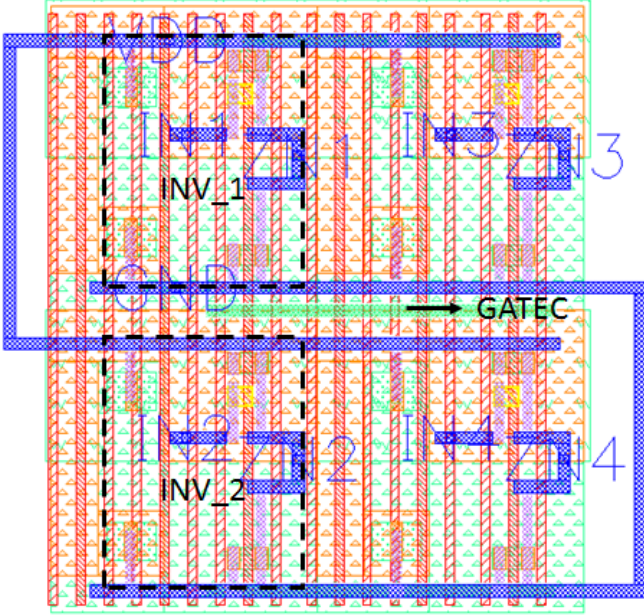 VDD
IN1 ZN1 IN3 ZN3
INV_1
GND
GATEC
IN2 ZN2 IN4 ZN4
INV_2